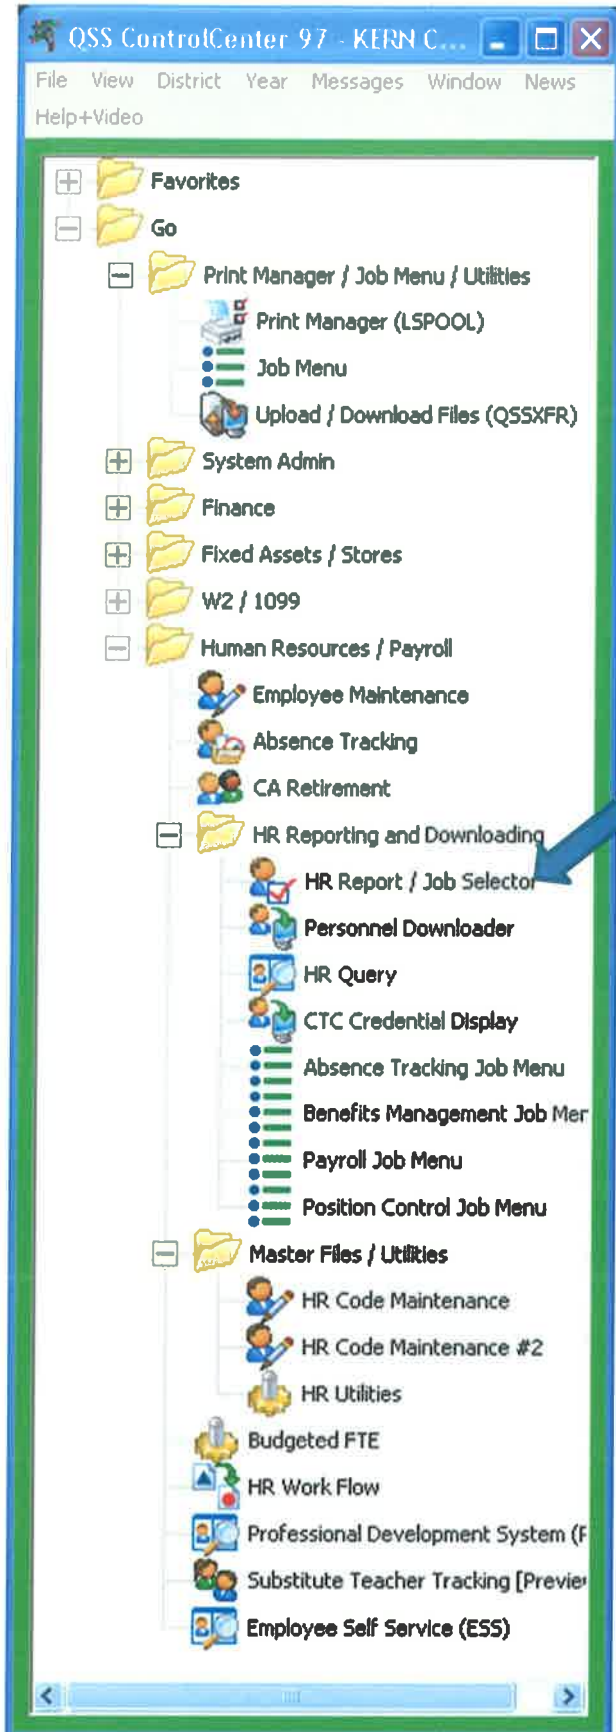 QSS ControlCenter 97 - KERN C...
File View District Year Messages Window News
Help+Video
Favorites
Go
Print Manager / Job Menu / Utilities
Print Manager (LSPOOL)
Job Menu
Upload / Download Files (QSSXFR)
System Admin
Finance
Fixed Assets / Stores
W2 / 1099
Human Resources / Payroll
Employee Maintenance
Absence Tracking
CA Retirement
HR Reporting and Downloading
HR Report / Job Selector
Personnel Downloader
HR Query
CTC Credential Display
Absence Tracking Job Menu
Benefits Management Job Men
Payroll Job Menu
Position Control Job Menu
Master Files / Utilities
HR Code Maintenance
HR Code Maintenance #2
HR Utilities
Budgeted FTE
HR Work Flow
Professional Development System (P
Substitute Teacher Tracking [Previe
Employee Self Service (ESS)